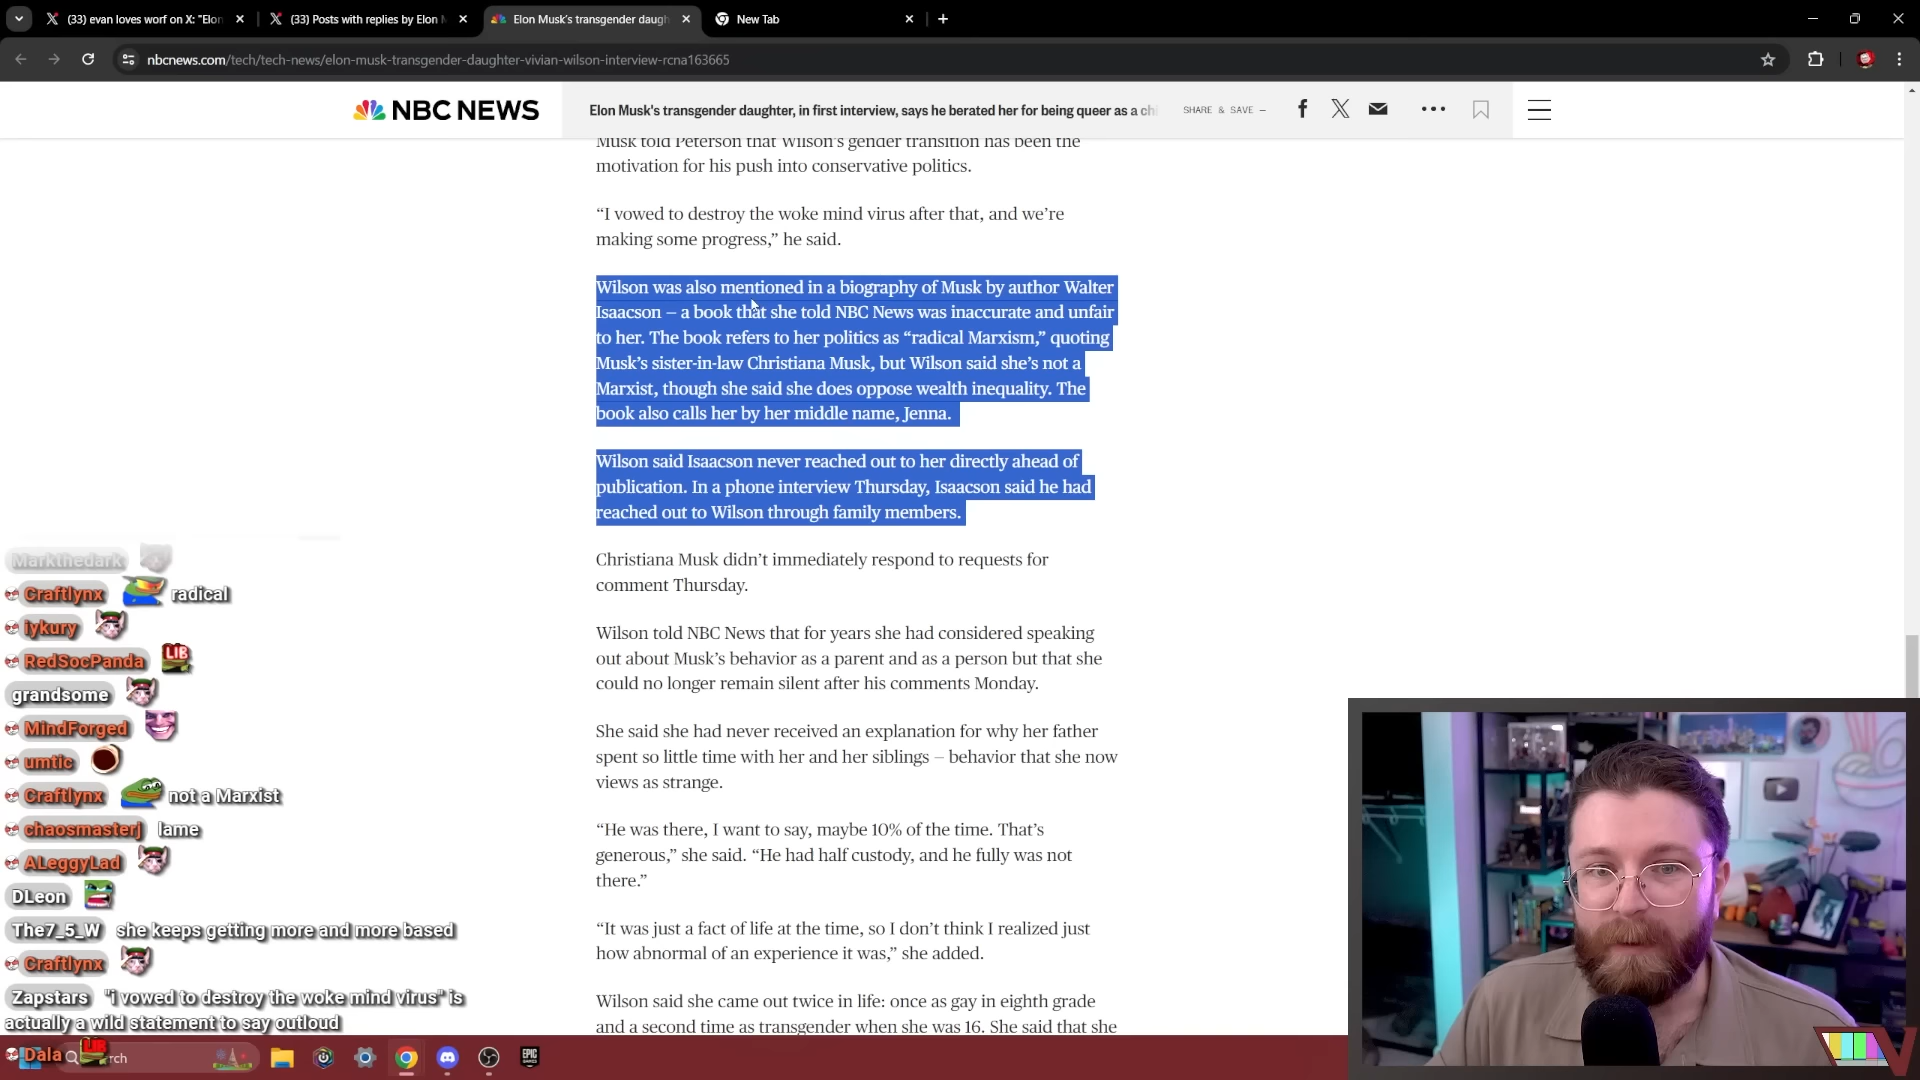 (33) evan loves worf on X: "Elon
(33) Posts with replies by Elon M
Elon Musk's transgender daugh
New Tab
nbcnews.com/tech/tech-news/elon-musk-transgender-daughter-vivian-wilson-interview-rcna163665
NBC NEWS
Elon Musk's transgender daughter, in first interview, says he berated her for being queer as a chi
SHARE & SAVE —
Musk told Peterson that Wilson's gender transition has been the
motivation for his push into conservative politics.
“I vowed to destroy the woke mind virus after that, and we're
making some progress,” he said.
Wilson was also mentioned in a biography of Musk by author Walter
Isaacson — a book that she told NBC News was inaccurate and unfair
to her. The book refers to her politics as “radical Marxism,” quoting
Musk's sister-in-law Christiana Musk, but Wilson said she's not a
Marxist, though she said she does oppose wealth inequality. The
book also calls her by her middle name, Jenna.
Wilson said Isaacson never reached out to her directly ahead of
publication. In a phone interview Thursday, Isaacson said he had
reached out to Wilson through family members.
Christiana Musk didn't immediately respond to requests for
comment Thursday.
Wilson told NBC News that for years she had considered speaking
out about Musk's behavior as a parent and as a person but that she
could no longer remain silent after his comments Monday.
She said she had never received an explanation for why her father
spent so little time with her and her siblings — behavior that she now
views as strange.
“He was there, I want to say, maybe 10% of the time. That's
generous,” she said. “He had half custody, and he fully was not
there.”
“It was just a fact of life at the time, so I don't think I realized just
how abnormal of an experience it was,” she added.
Wilson said she came out twice in life: once as gay in eighth grade
and a second time as transgender when she was 16. She said that she
Markthedark
Craftlynx radical
iykury
RedSocPanda LIB
grandsome
MindForged
umtic
Craftlynx not a Marxist
chaosmasterj lame
ALeggyLad
DLeon
The7_5_W she keeps getting more and more based
Craftlynx
Zapstars "i vowed to destroy the woke mind virus" is
actually a wild statement to say outloud
Dala LIB
rch
EPIC
GAMES